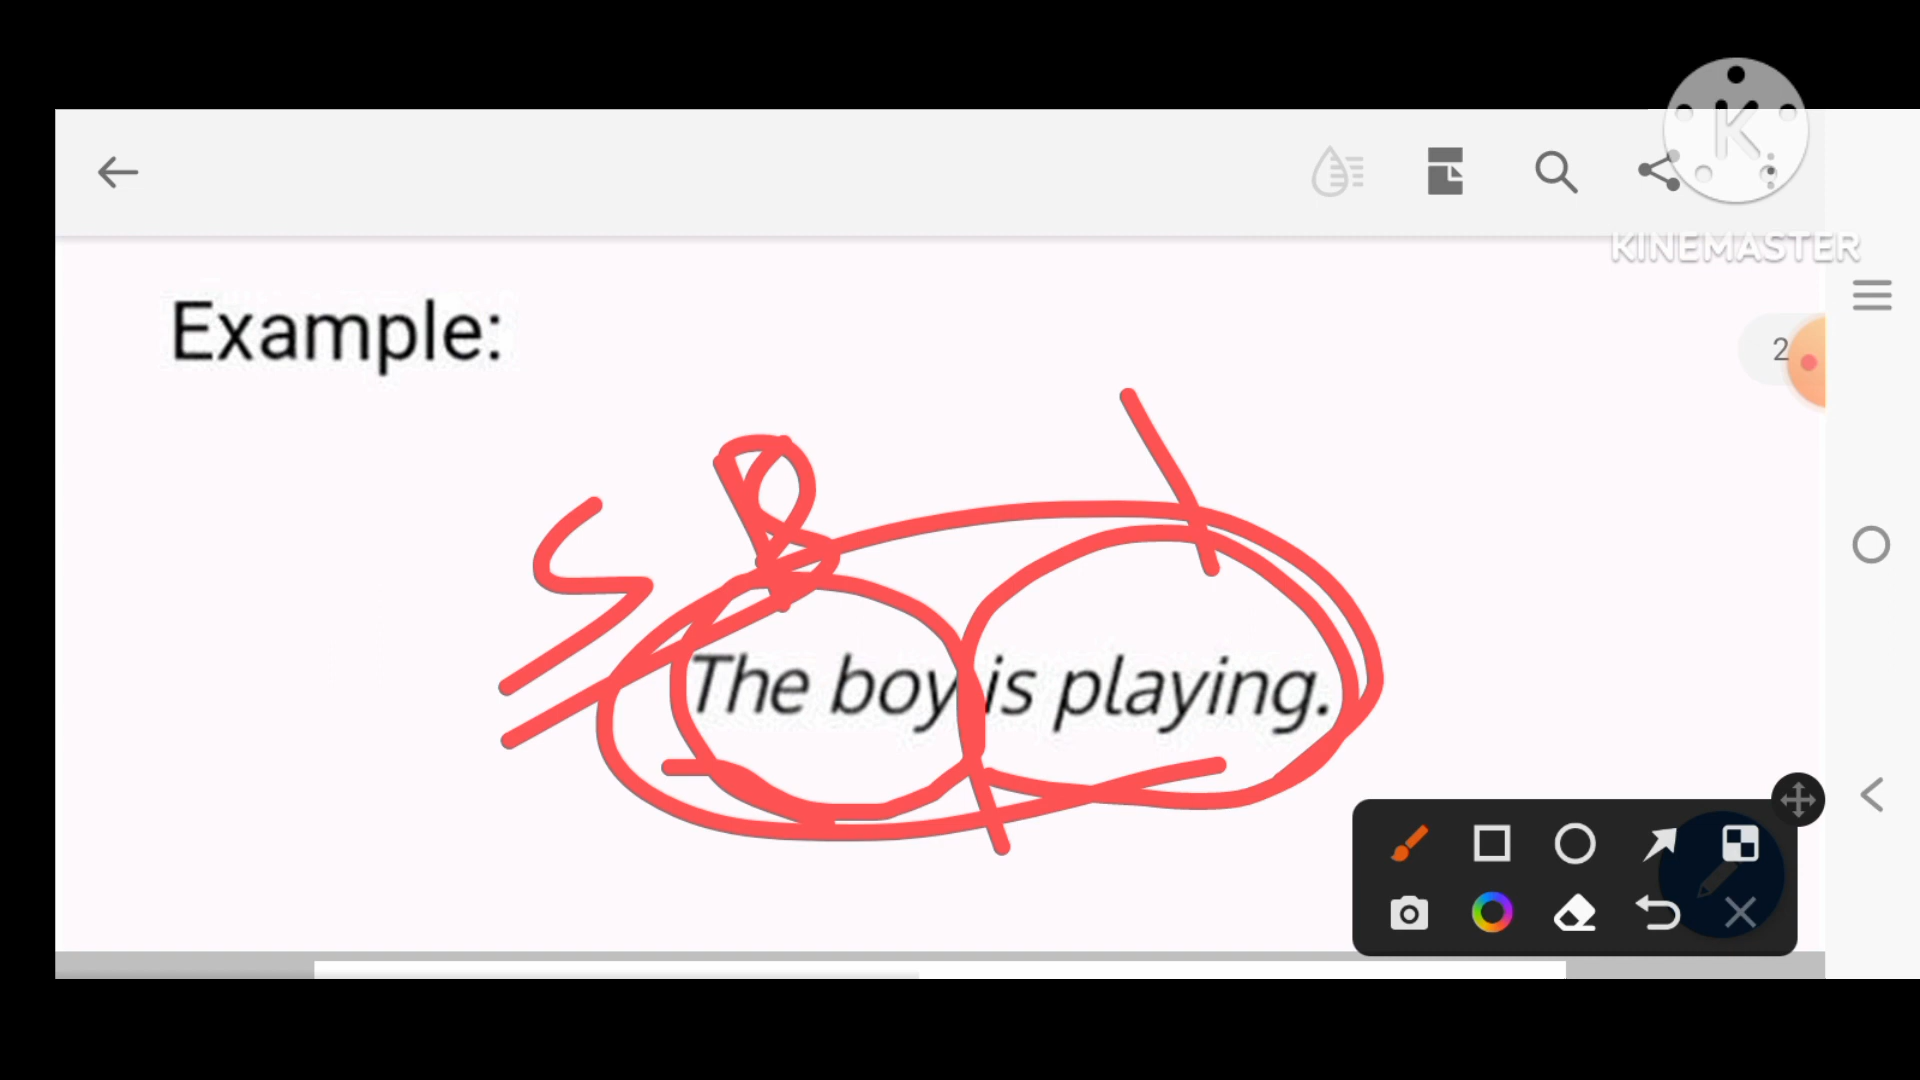 K
KINEMASTER
Example:
2
S
The boy is playing.